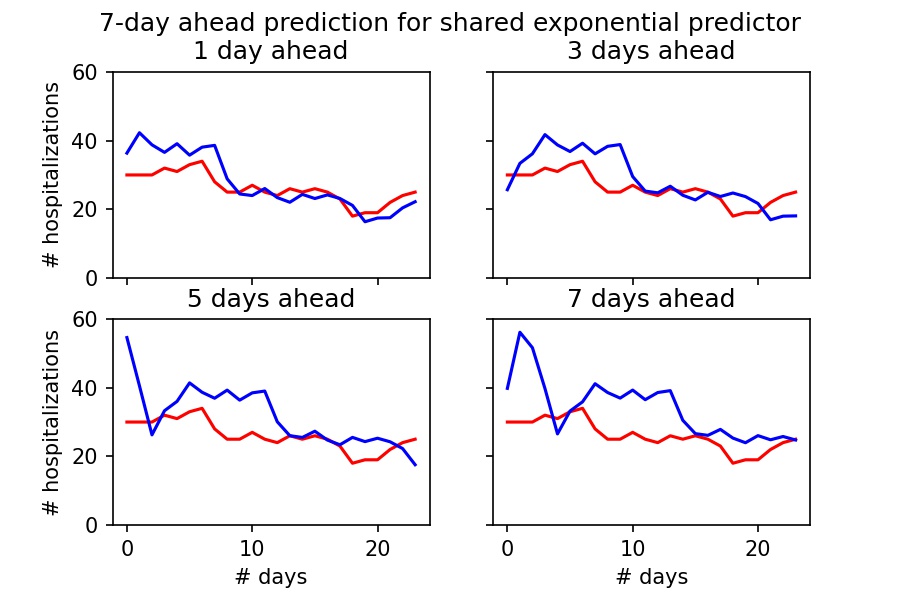 7-day ahead prediction for shared exponential predictor
1 day ahead
3 days ahead
# hospitalizations
60
40
20
0
5 days ahead
7 days ahead
# hospitalizations
60
40
20
0
0
10
20
0
10
20
# days
# days